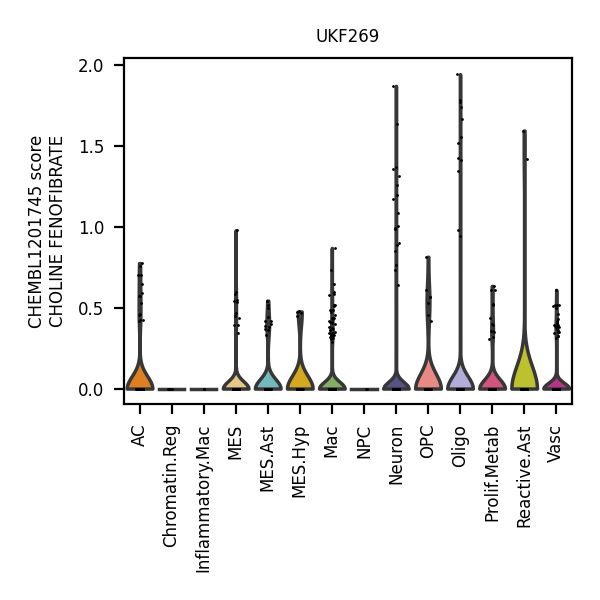 UKF269
CHEMBL1201745 score
CHOLINE FENOFIBRATE
2.0
1.5
1.0
0.5
0.0
AC
Chromatin.Reg
Inflammatory.Mac
MES
MES.Ast
MES.Hyp
Mac
NPC
Neuron
OPC
Oligo
Prolif.Metab
Reactive.Ast
Vasc